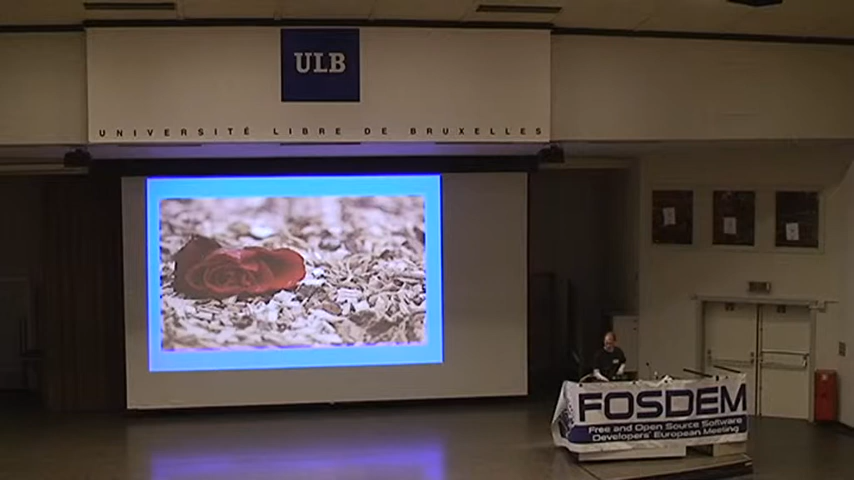 ULB
UNIVERSITÉ LIBRE DE BRUXELLES
FOSDEM
Free and Open Source Software
Developers' European Meeting